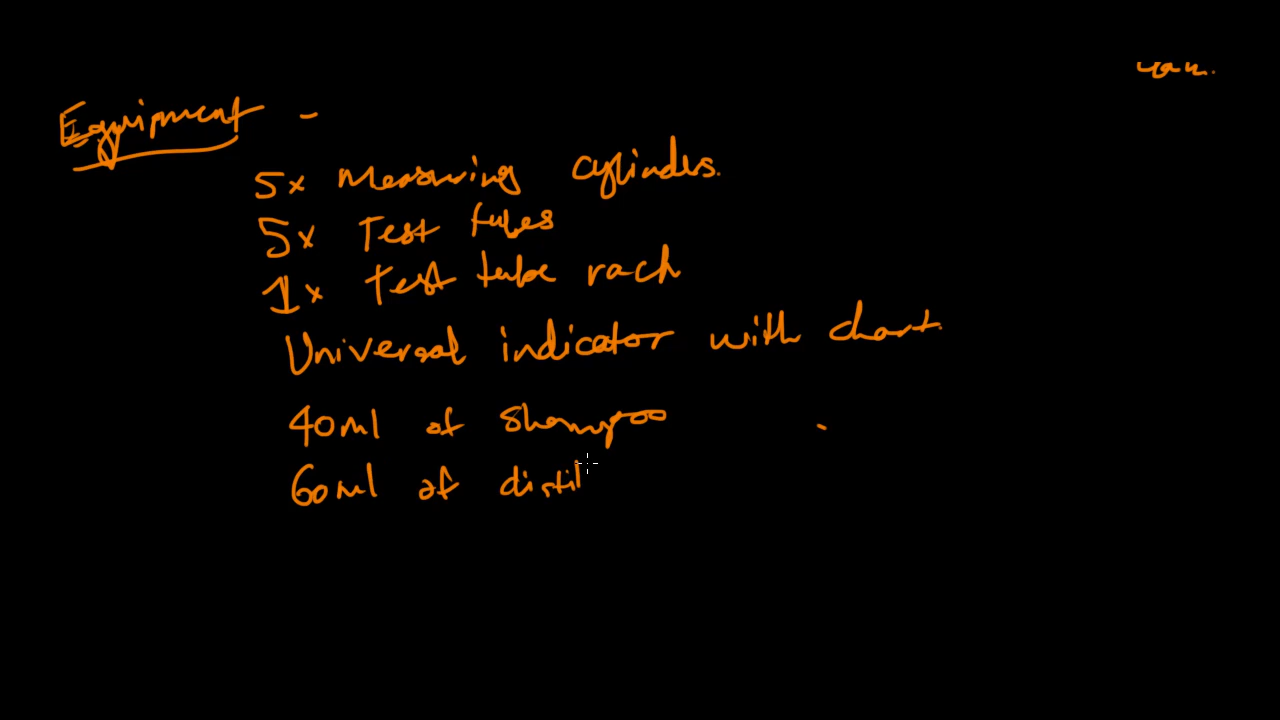 Equipment -
5x Measuring cylinders.
5x Test tubes
1x Test tube rack
Universal indicator with chart.
40ml of Shampoo
60ml of distil